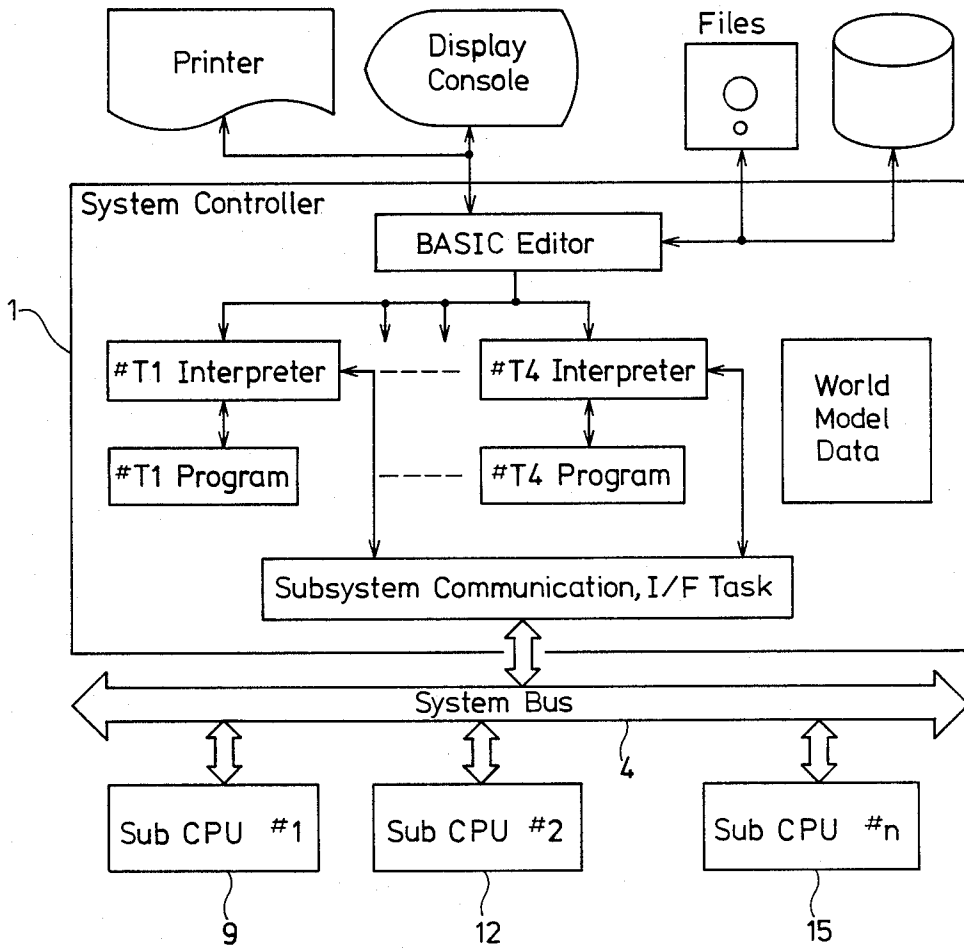 Printer
Display
Console
Files
System Controller
BASIC Editor
1
#T1 Interpreter
#T4 Interpreter
World
Model
Data
#T1 Program
#T4 Program
Subsystem Communication, I/F Task
System Bus
4
Sub CPU #1
Sub CPU #2
Sub CPU #n
9
12
15